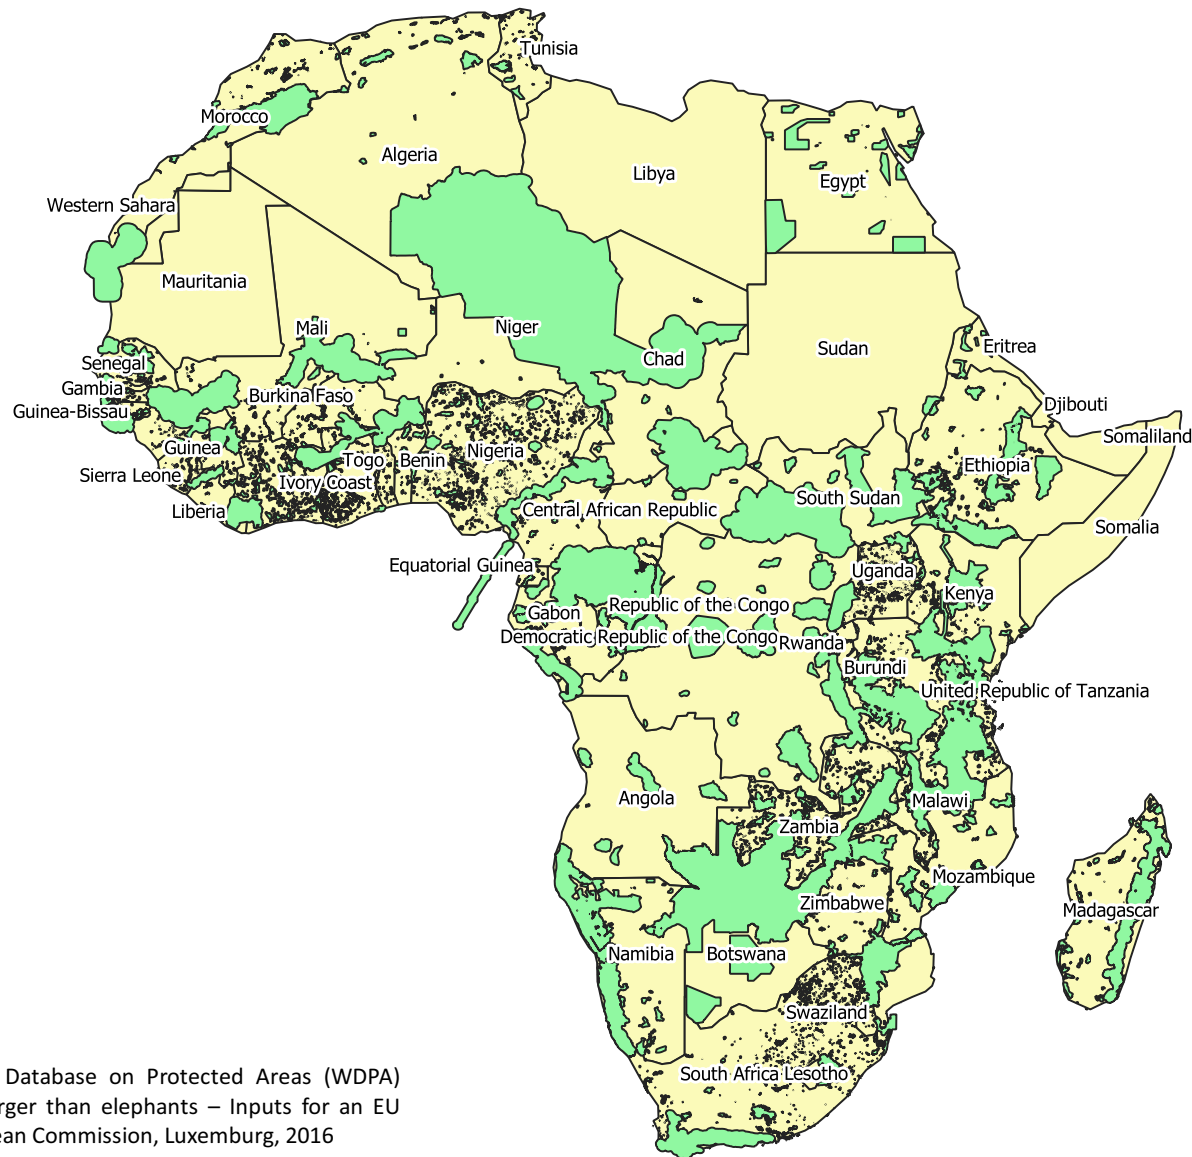 Tunisia
Morocco
Algeria
Libya
Egypt
Western Sahara
Mauritania
Mali
Niger
Chad
Sudan
Eritrea
Senegal
Gambia
Guinea-Bissau
Burkina Faso
Djibouti
Somaliland
Guinea
Sierra Leone
Ivory Coast
Togo
Benin
Nigeria
Ethiopia
Liberia
Central African Republic
South Sudan
Somalia
Equatorial Guinea
Uganda
Kenya
Gabon
Republic of the Congo
Democratic Republic of the Congo
Rwanda
Burundi
United Republic of Tanzania
Angola
Zambia
Malawi
Mozambique
Zimbabwe
Madagascar
Namibia
Botswana
Swaziland
South Africa
Lesotho
Database on Protected Areas (WDPA)
rger than elephants – Inputs for an EU
ean Commission, Luxemburg, 2016